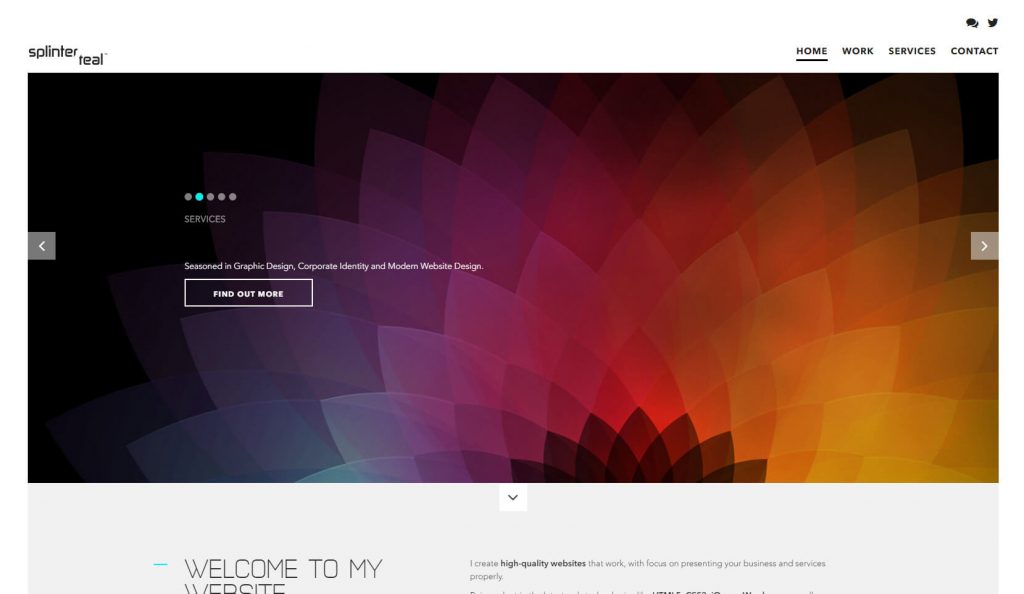 splinter teal™
HOME WORK SERVICES CONTACT
SERVICES
Seasoned in Graphic Design, Corporate Identity and Modern Website Design.
FIND OUT MORE
WELCOME TO MY
WEBSITE
I create high-quality websites that work, with focus on presenting your business and services
properly.